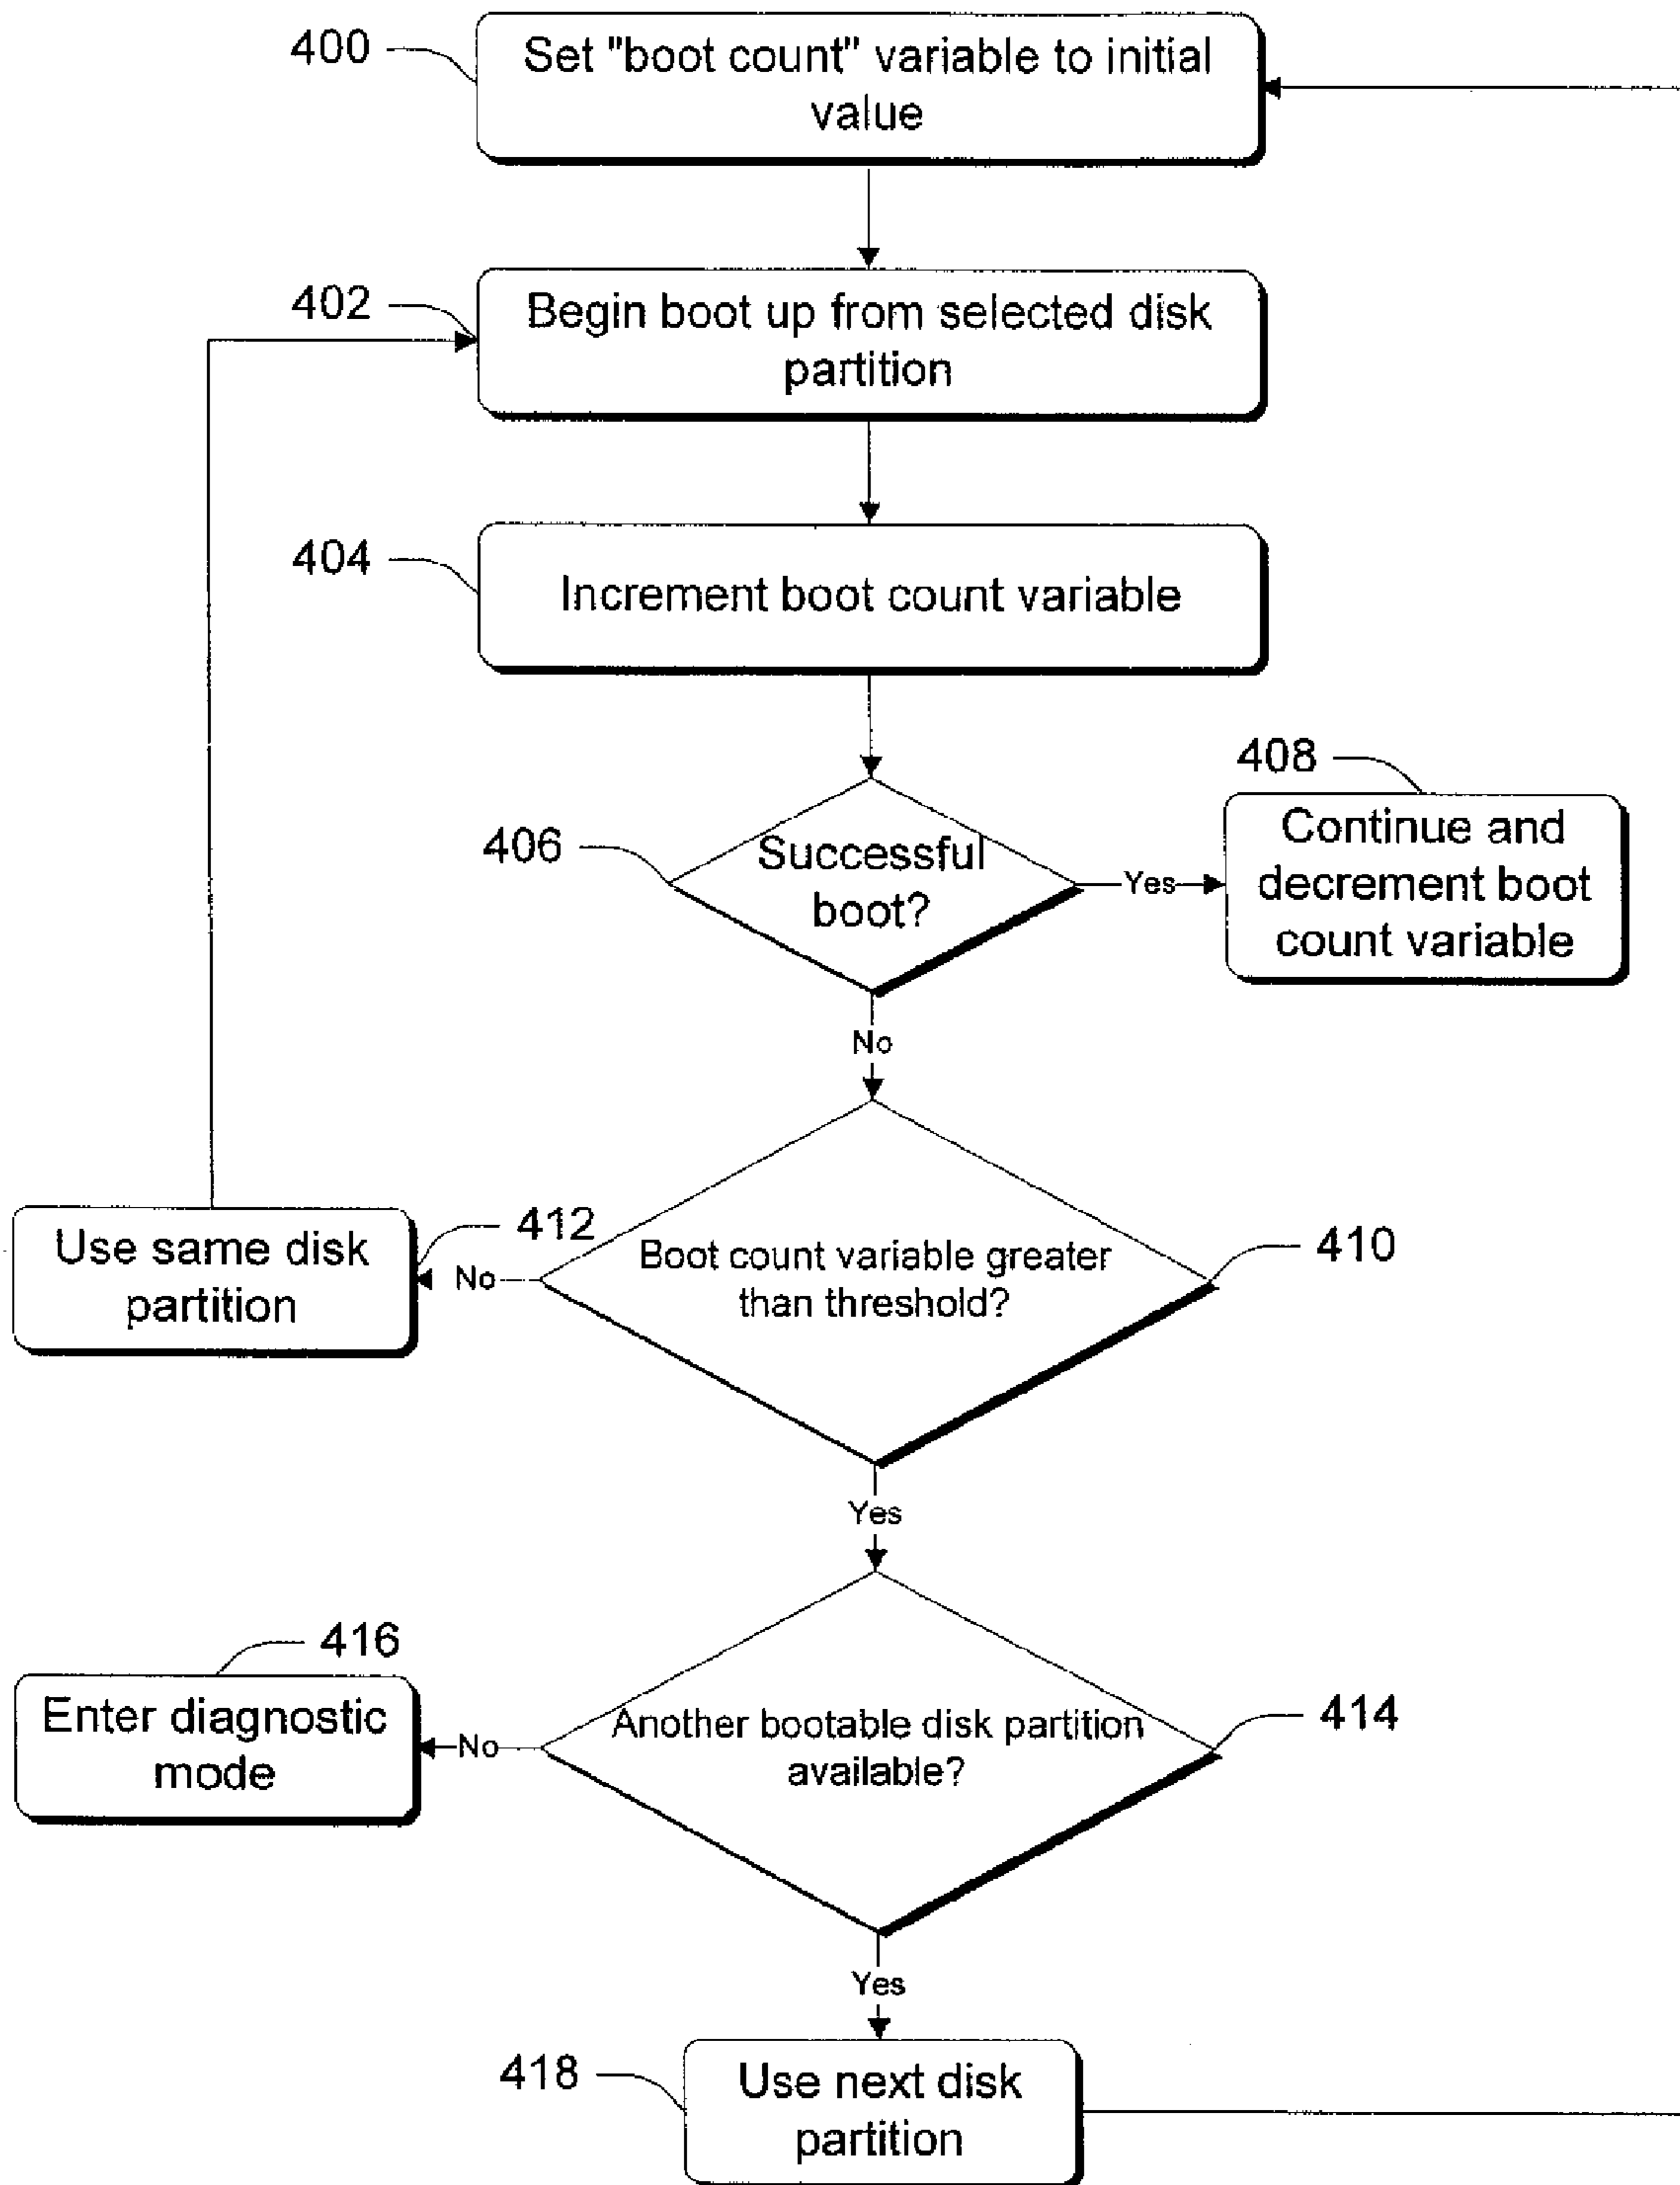 400
Set "boot count" variable to initial
value
402
Begin boot up from selected disk
partition
404
Increment boot count variable
406
Successful
boot?
Yes
408
Continue and
decrement boot
count variable
No
410
Boot count variable greater
than threshold?
No
412
Use same disk
partition
Yes
414
Another bootable disk partition
available?
No
416
Enter diagnostic
mode
Yes
418
Use next disk
partition